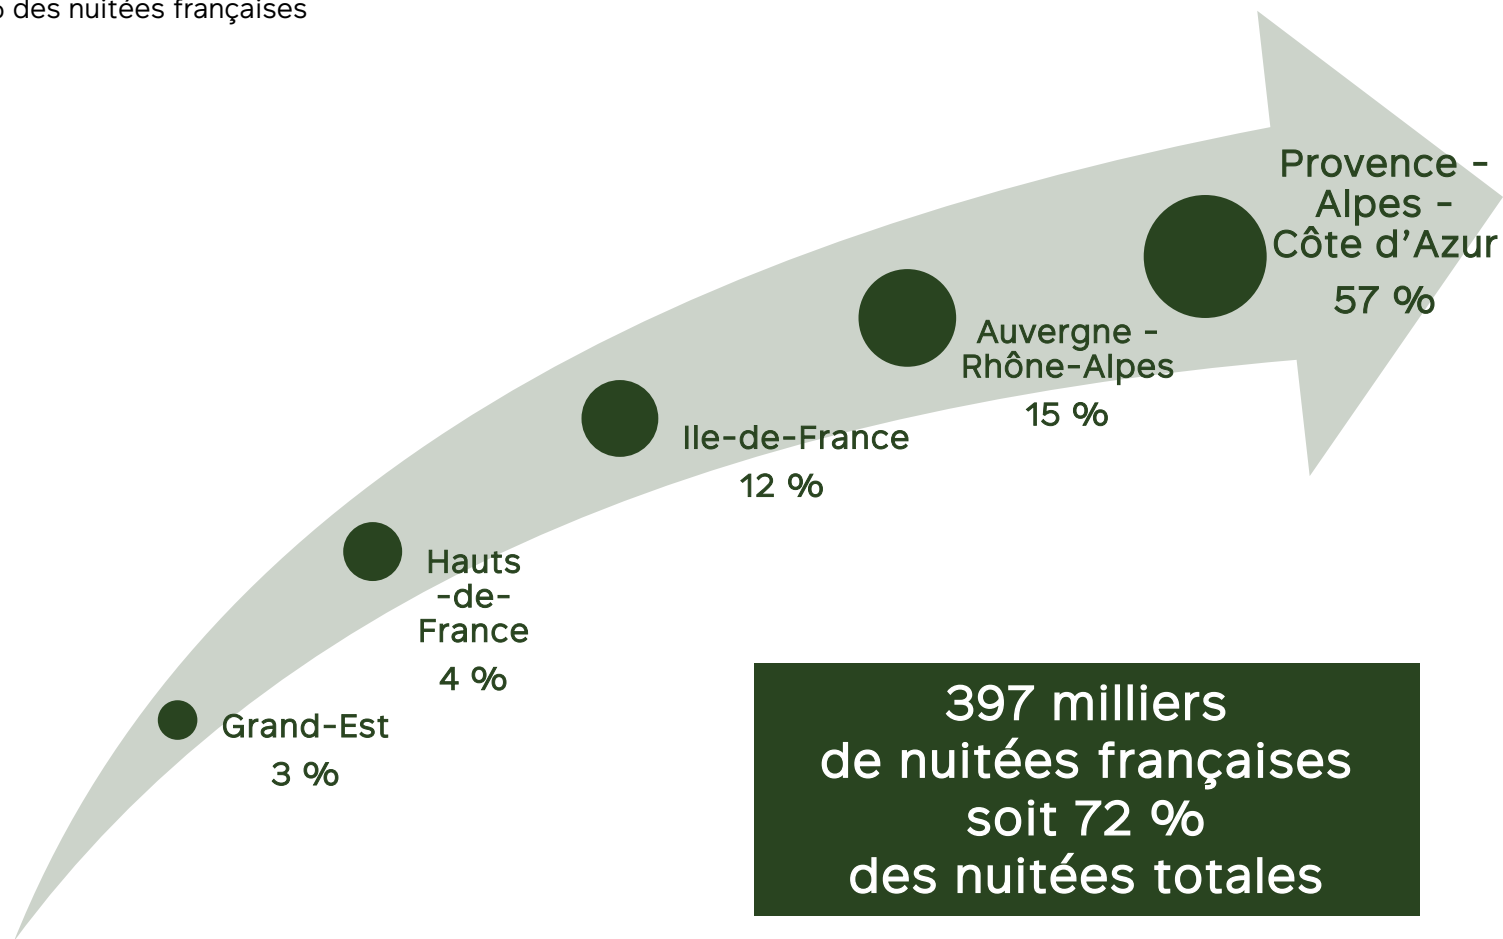 % des nuitées françaises
Provence -
Alpes -
Côte d’Azur
57 %
Auvergne -
Rhône-Alpes
15 %
Ile-de-France
12 %
Hauts
-de-
France
4 %
Grand-Est
3 %
397 milliers
de nuitées françaises
soit 72 %
des nuitées totales